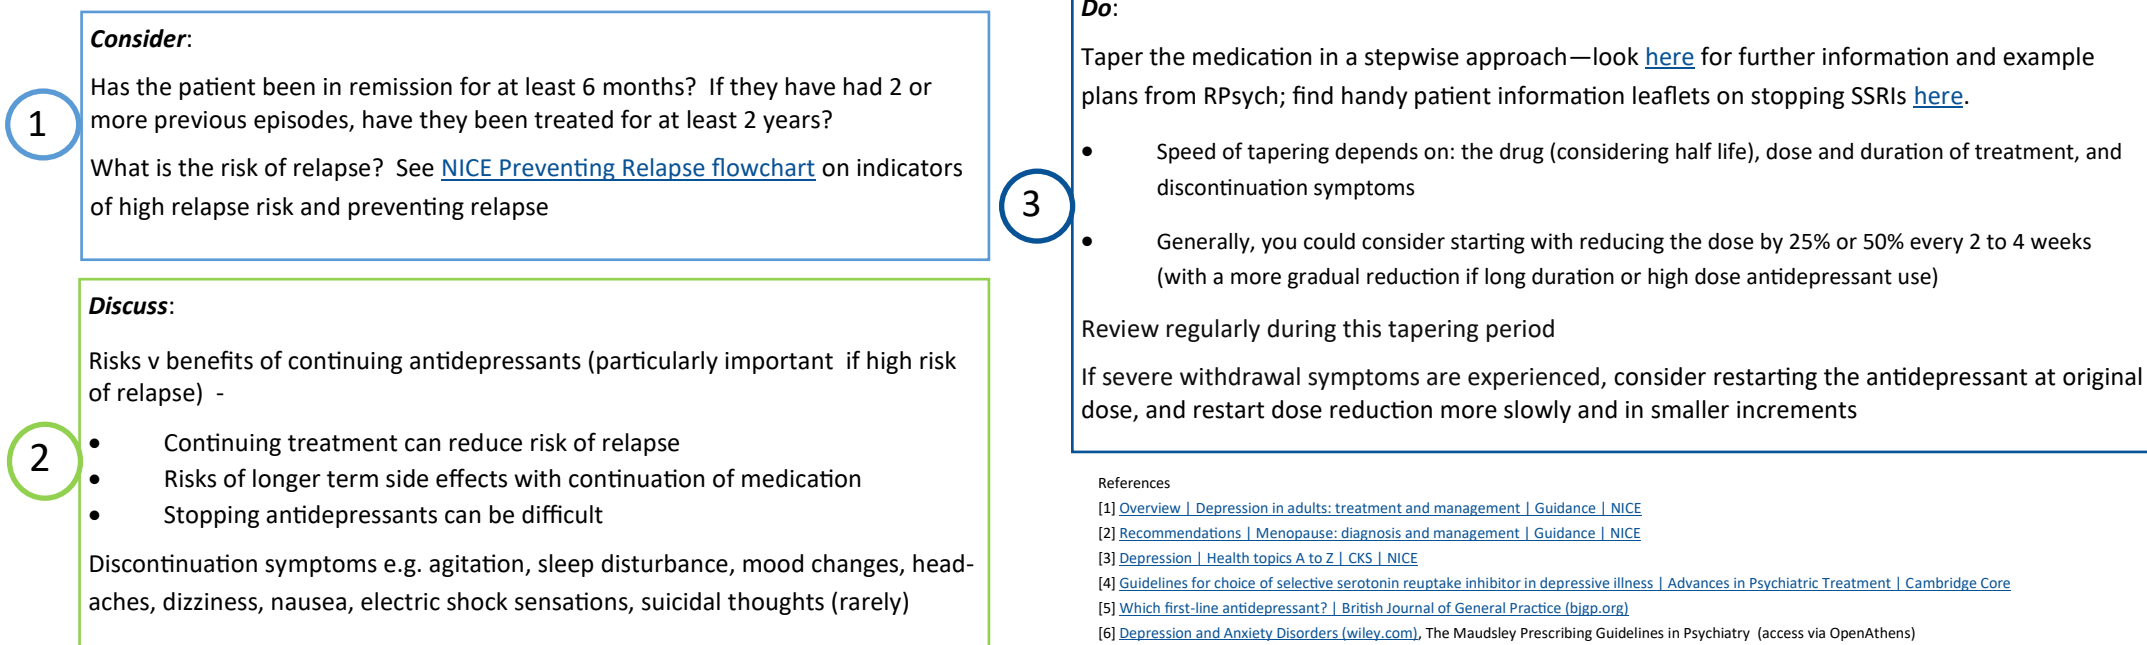 Consider:
1
Has the patient been in remission for at least 6 months?  If they have had 2 or
more previous episodes, have they been treated for at least 2 years?
What is the risk of relapse?  See NICE Preventing Relapse flowchart on indicators
of high relapse risk and preventing relapse
Discuss:
Risks v benefits of continuing antidepressants (particularly important  if high risk
of relapse)  -
2
• Continuing treatment can reduce risk of relapse
• Risks of longer term side effects with continuation of medication
• Stopping antidepressants can be difficult
Discontinuation symptoms e.g. agitation, sleep disturbance, mood changes, head-
aches, dizziness, nausea, electric shock sensations, suicidal thoughts (rarely)
Do:
Taper the medication in a stepwise approach—look here for further information and example
plans from RPsych; find handy patient information leaflets on stopping SSRIs here.
3
• Speed of tapering depends on: the drug (considering half life), dose and duration of treatment, and
discontinuation symptoms
• Generally, you could consider starting with reducing the dose by 25% or 50% every 2 to 4 weeks
(with a more gradual reduction if long duration or high dose antidepressant use)
Review regularly during this tapering period
If severe withdrawal symptoms are experienced, consider restarting the antidepressant at original
dose, and restart dose reduction more slowly and in smaller increments
References
[1] Overview | Depression in adults: treatment and management | Guidance | NICE
[2] Recommendations | Menopause: diagnosis and management | Guidance | NICE
[3] Depression | Health topics A to Z | CKS | NICE
[4] Guidelines for choice of selective serotonin reuptake inhibitor in depressive illness | Advances in Psychiatric Treatment | Cambridge Core
[5] Which first-line antidepressant? | British Journal of General Practice (bjgp.org)
[6] Depression and Anxiety Disorders (wiley.com), The Maudsley Prescribing Guidelines in Psychiatry  (access via OpenAthens)